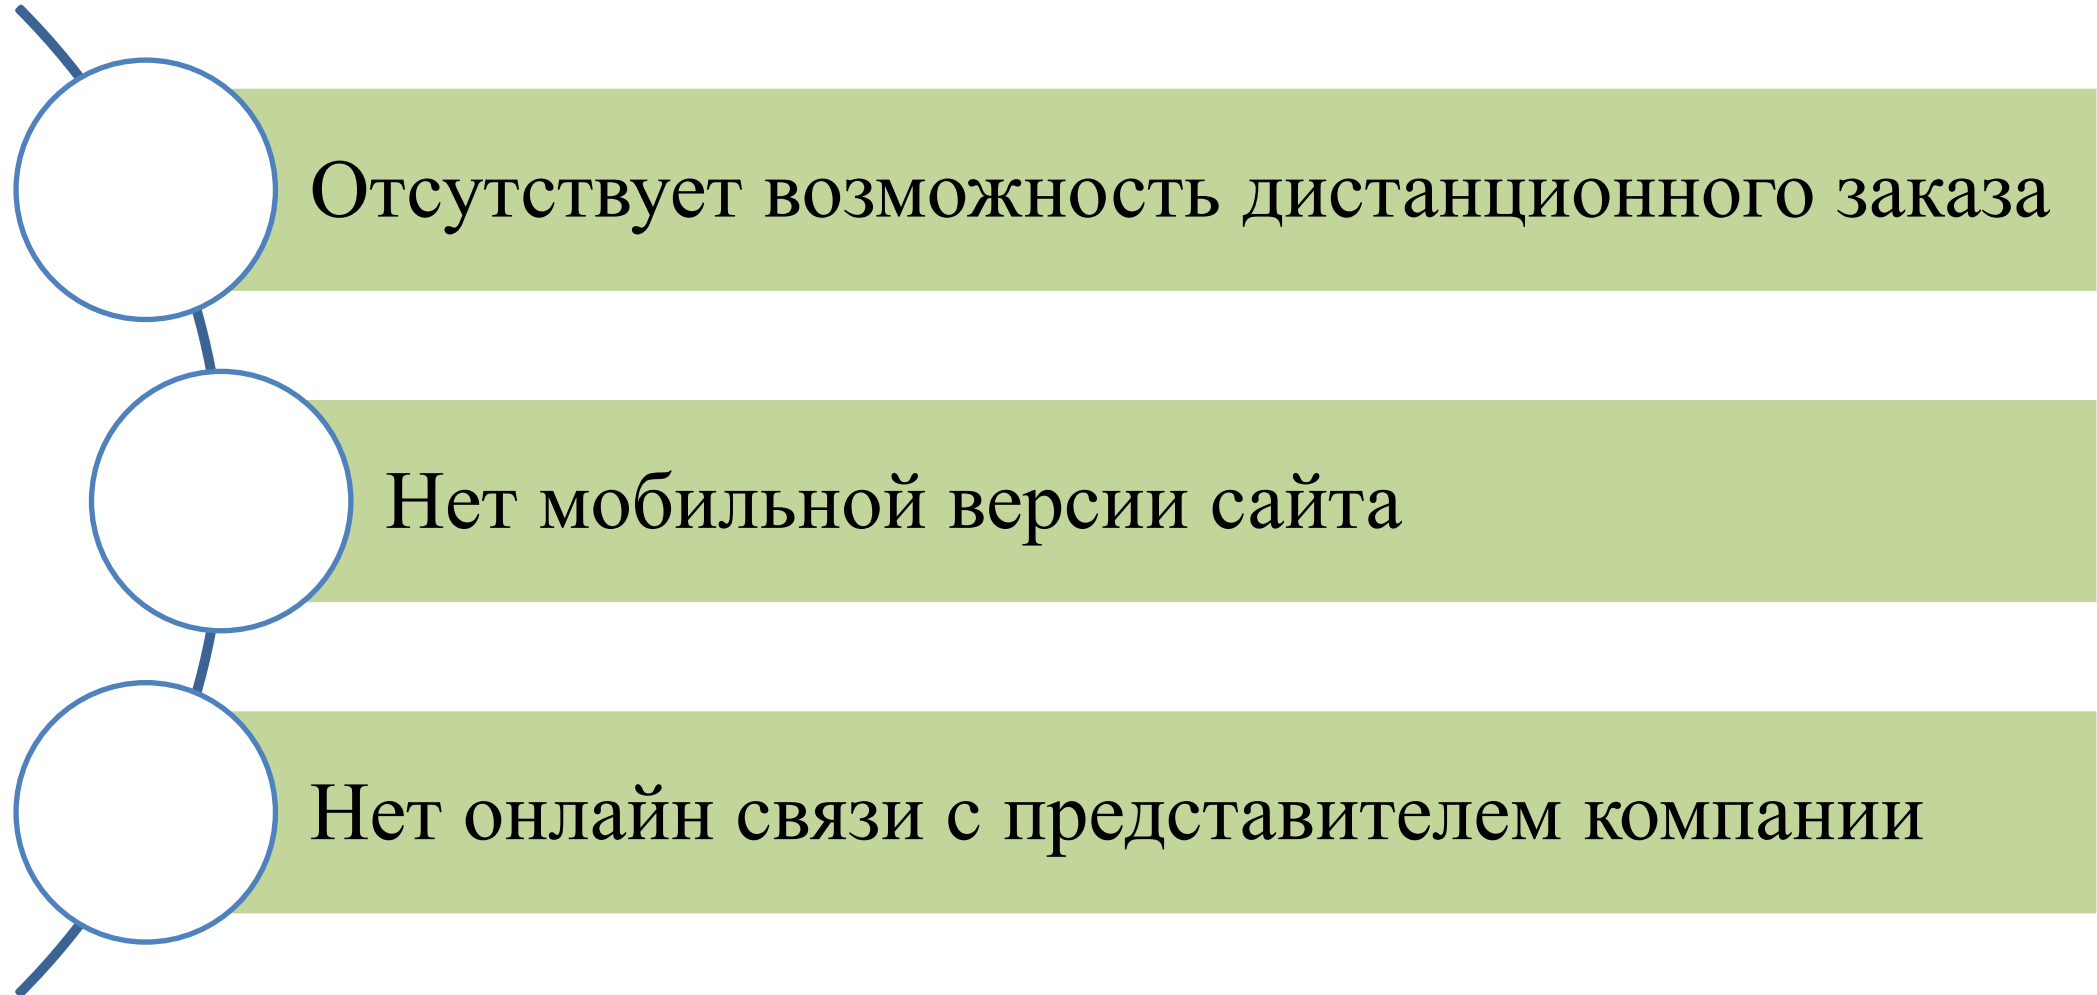 Отсутствует возможность дистанционного заказа
Нет мобильной версии сайта
Нет онлайн связи с представителем компании